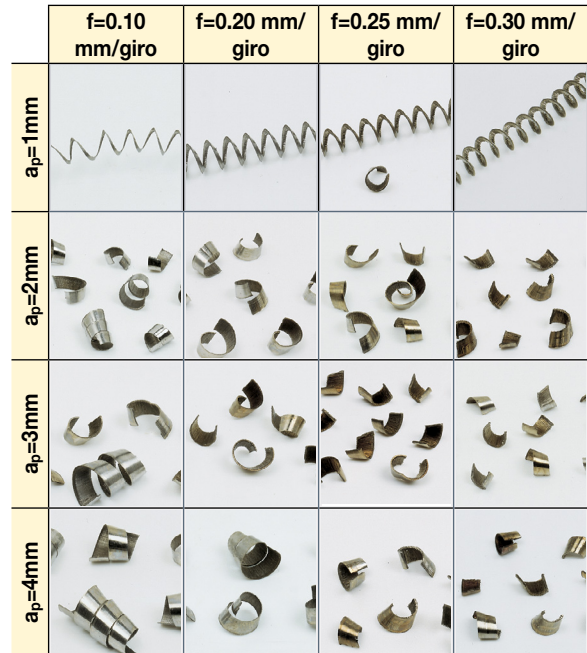 f=0.10
mm/giro
f=0.20 mm/
giro
f=0.25 mm/
giro
f=0.30 mm/
giro
ap=1mm
ap=2mm
ap=3mm
ap=4mm